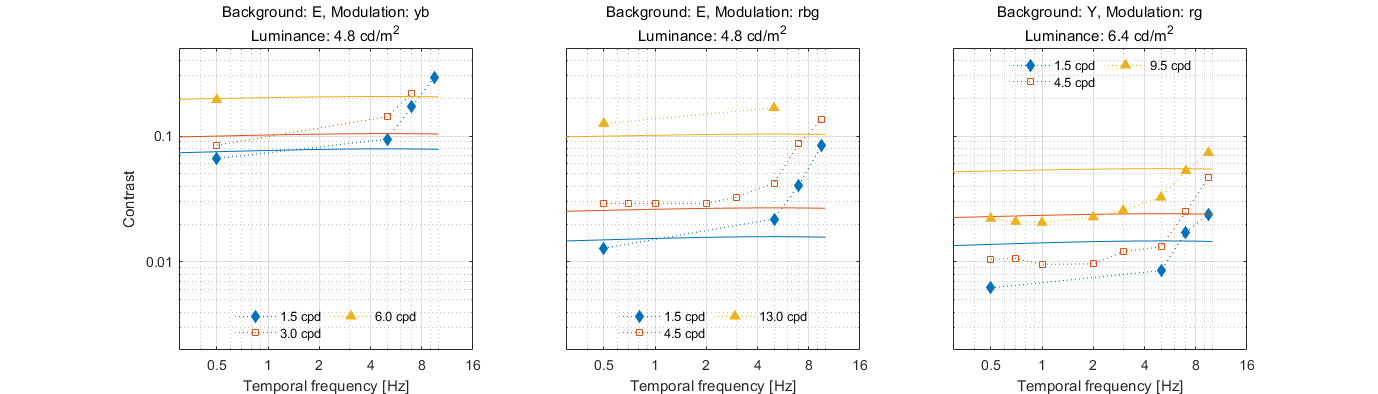 Background: E, Modulation: yb
Luminance: 4.8 cd/m²
Contrast
0.1
0.01
1.5 cpd
6.0 cpd
3.0 cpd
0.5 1 2 4 8 16
Temporal frequency [Hz]
Background: E, Modulation: rbg
Luminance: 4.8 cd/m²
1.5 cpd
13.0 cpd
4.5 cpd
0.5 1 2 4 8 16
Temporal frequency [Hz]
Background: Y, Modulation: rg
Luminance: 6.4 cd/m²
1.5 cpd
9.5 cpd
4.5 cpd
0.5 1 2 4 8 16
Temporal frequency [Hz]